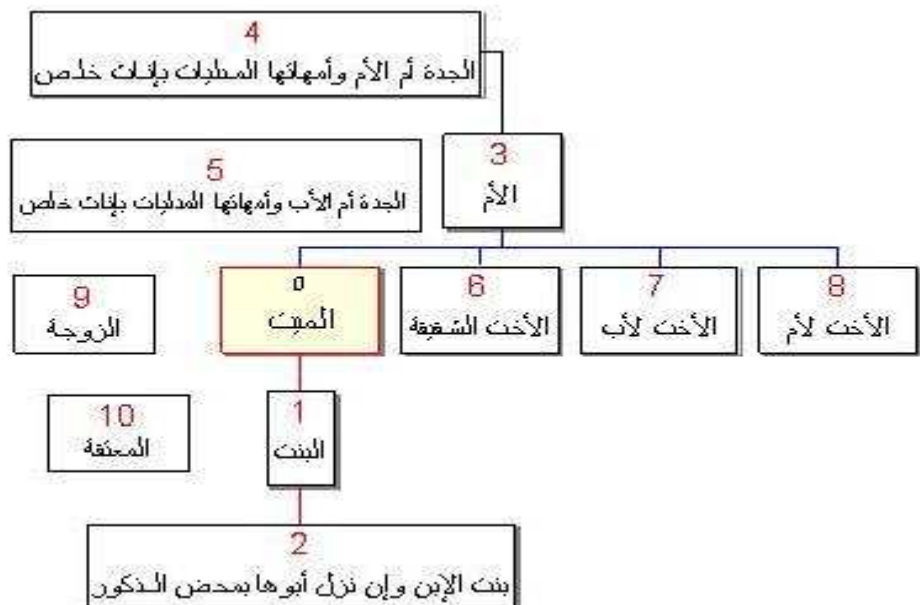 4
الجدة أم الأم وأمهاتها المدليات بإناث خلص
3
الأم
5
الجدة أم الأب وأمهاتها المدليات بإناث خلص
0
الميت
6
الأخت الشقيقة
7
الأخت لأب
8
الأخت لأم
9
الزوجة
1
البنت
10
المعتقة
2
بنت الإبن وإن نزل أبوها بمحض الذكور